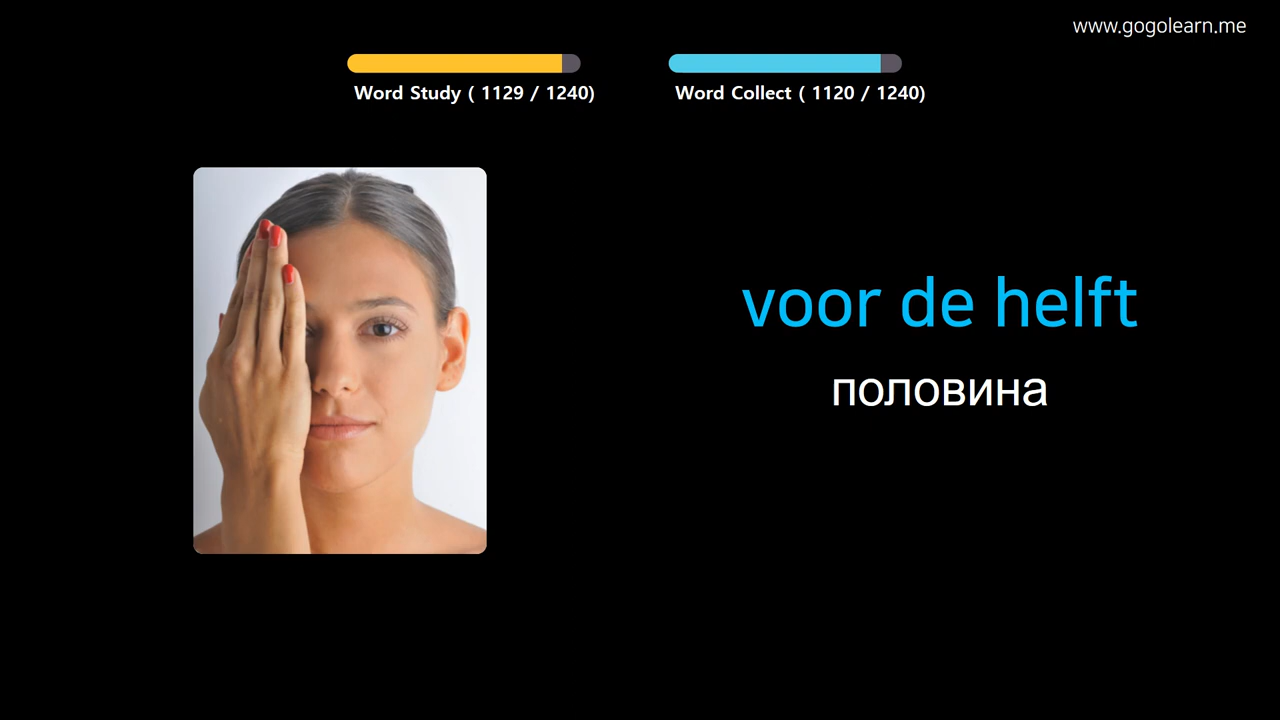 www.gogolearn.me
Word Study ( 1129 / 1240)
Word Collect ( 1120 / 1240)
voor de helft
половина